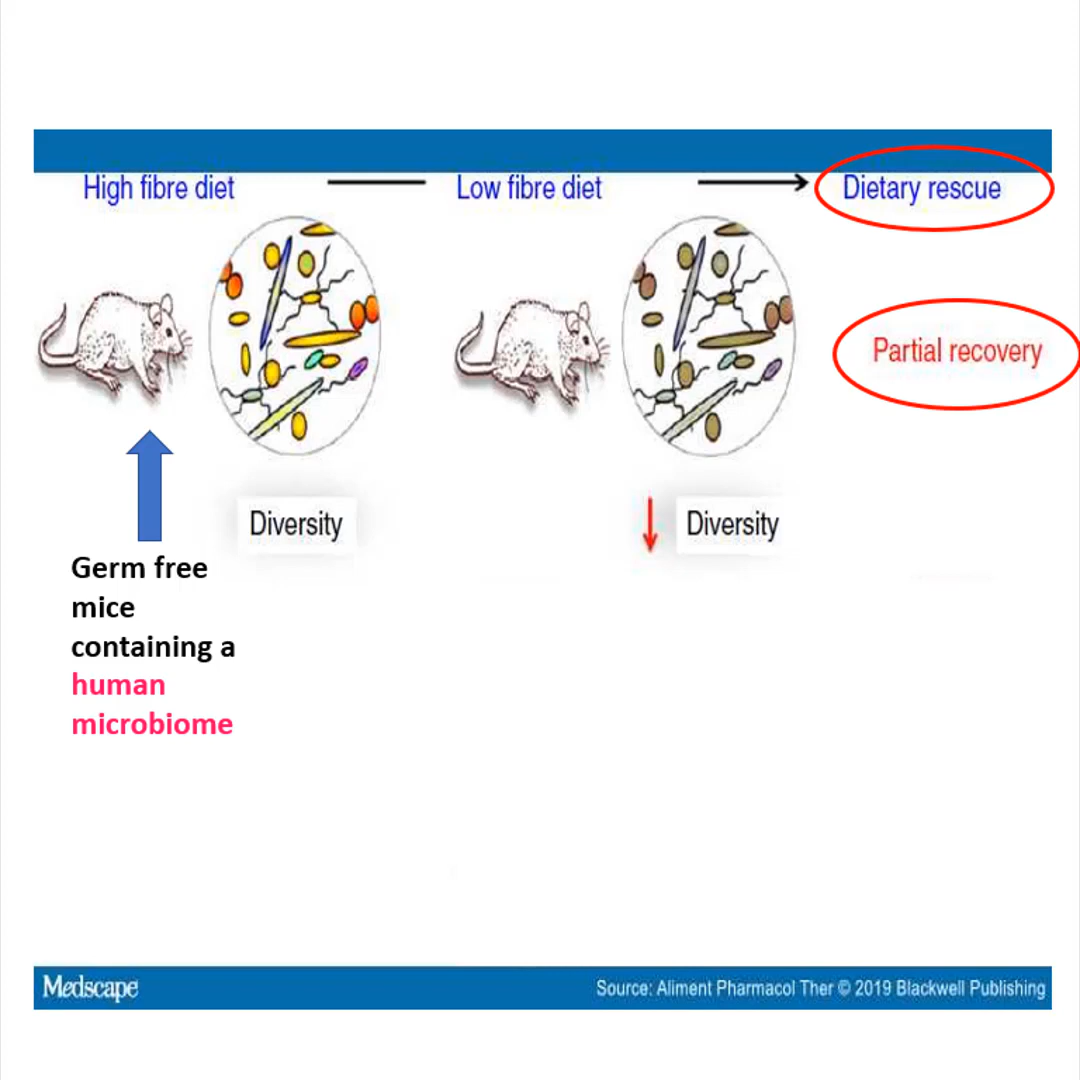 High fibre diet
Low fibre diet
Dietary rescue
Partial recovery
Diversity
Diversity
Germ free
mice
containing a
human
microbiome
Medscape
Source: Aliment Pharmacol Ther © 2019 Blackwell Publishing